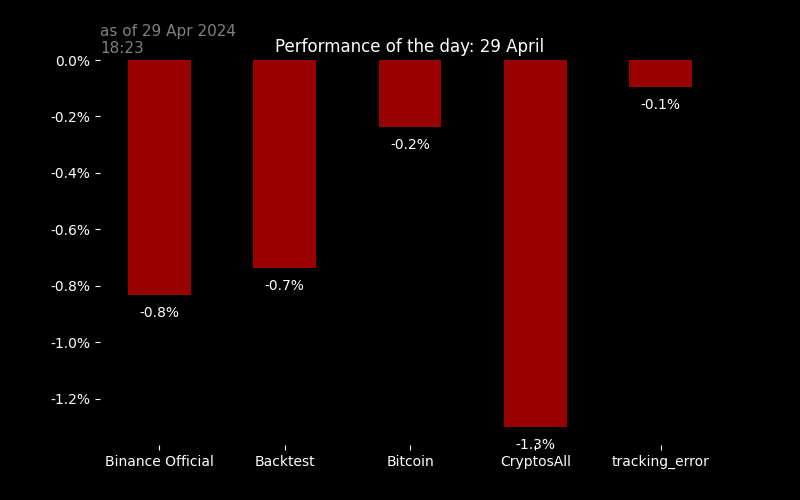 as of 29 Apr 2024
18:23
Performance of the day: 29 April
0.0%
-0.2%
-0.4%
-0.6%
-0.8%
-1.0%
-1.2%
-0.8%
-0.7%
-0.2%
-1.3%
-0.1%
Binance Official
Backtest
Bitcoin
CryptosAll
tracking_error